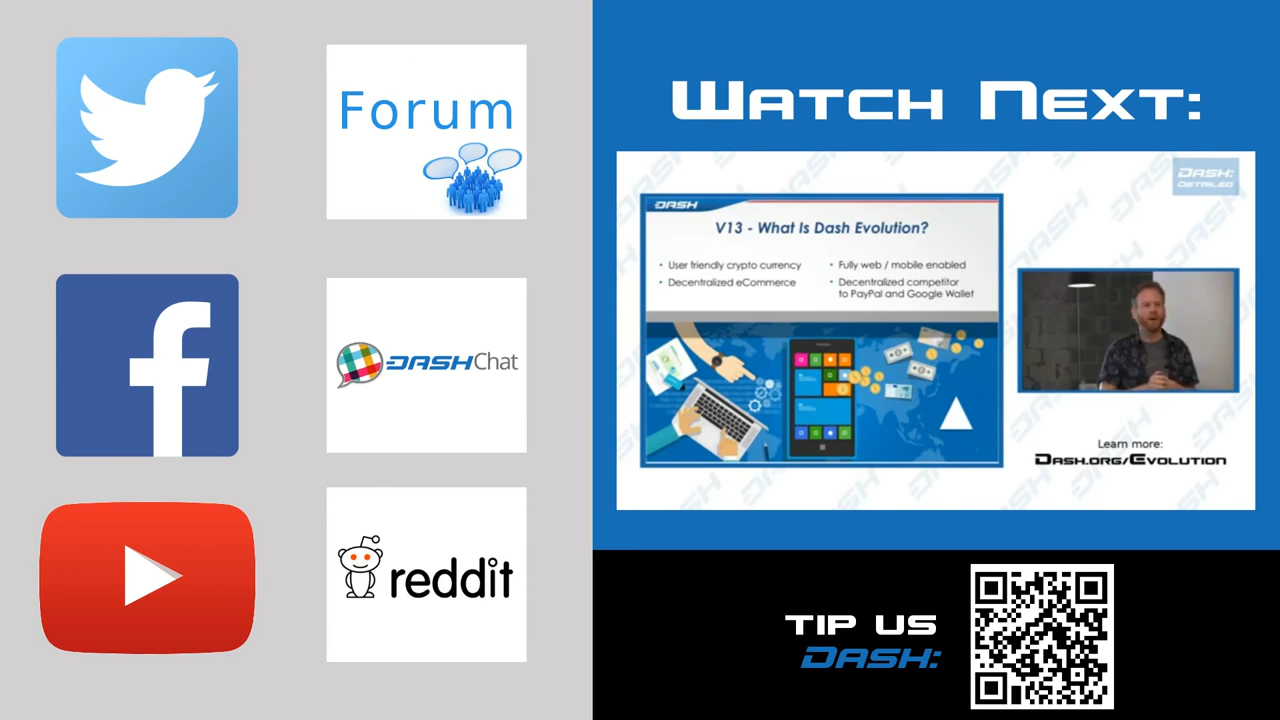 Forum
DASHChat
reddit
Watch Next:
Dash:
Detailed
DASH
V13 - What Is Dash Evolution?
• User friendly crypto currency
• Decentralized eCommerce
• Fully web / mobile enabled
• Decentralized competitor
to PayPal and Google Wallet
Learn more:
Dash.org/Evolution
TIP US
DASH: